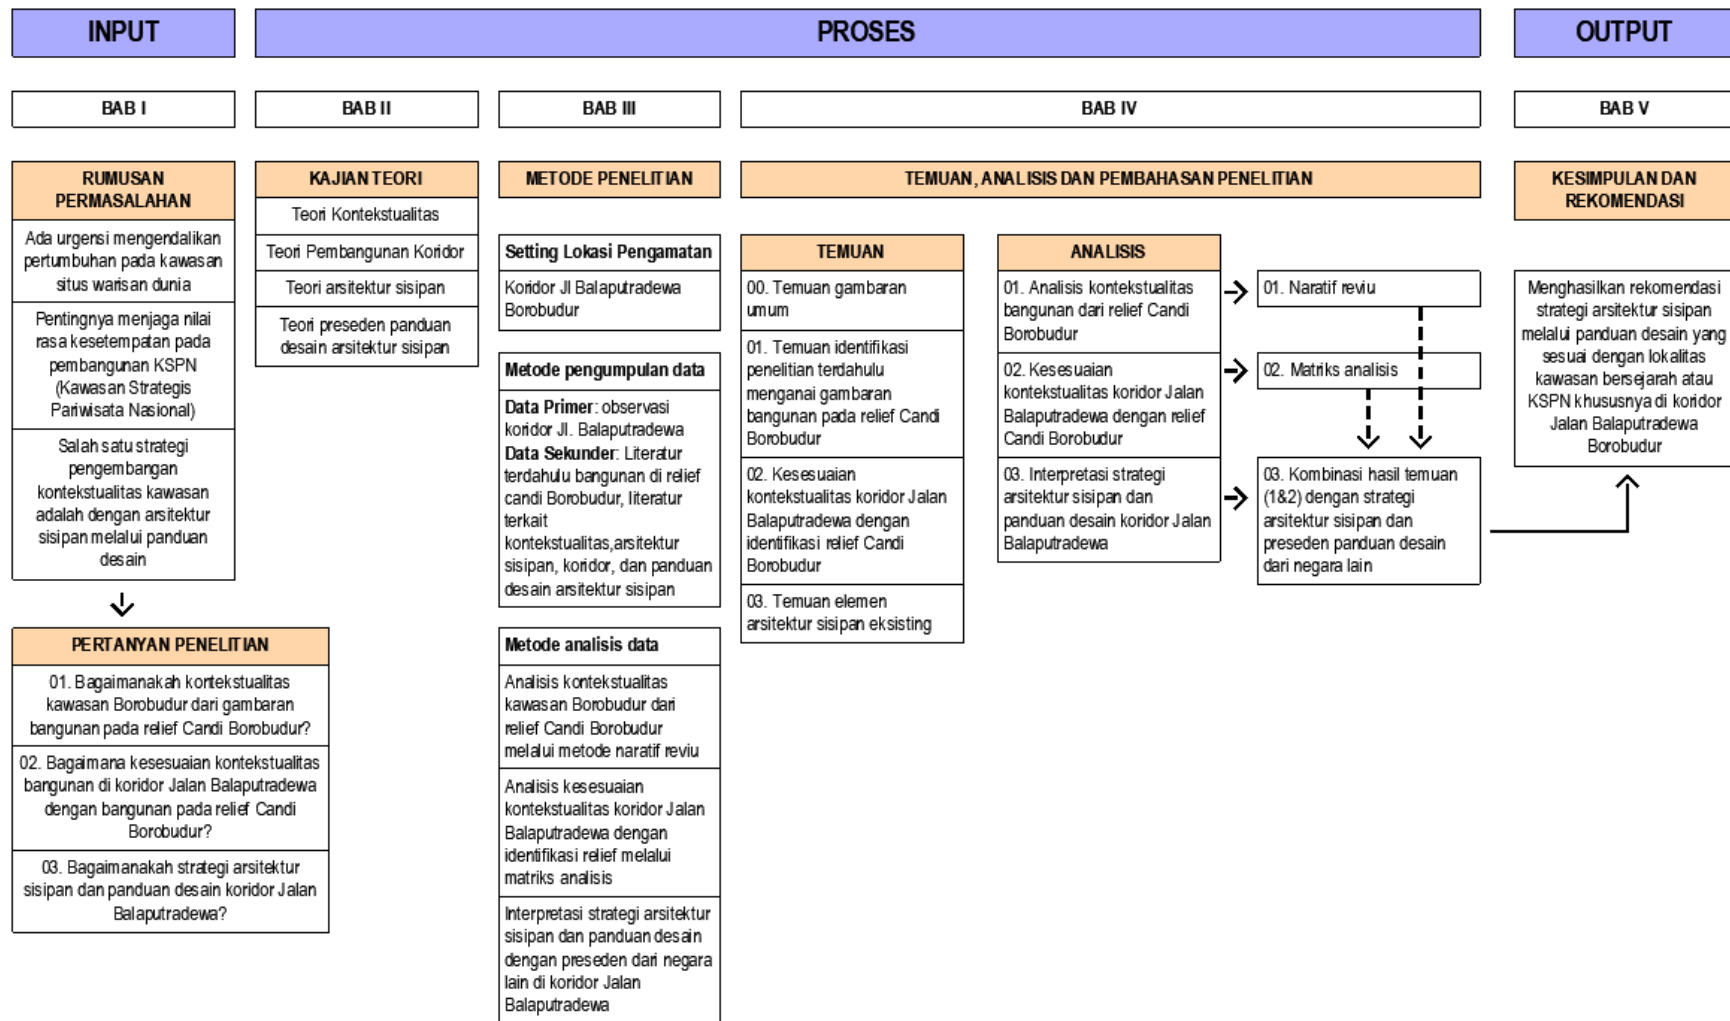 INPUT
PROSES
OUTPUT
BAB I
BAB II
BAB III
BAB IV
BAB V
RUMUSAN
PERMASALAHAN
Ada urgensi mengendalikan
pertumbuhan pada kawasan
situs warisan dunia
Pentingnya menjaga nilai
rasa kesetempatan pada
pembangunan KSPN
(Kawasan Strategis
Pariwisata Nasional)
Salah satu strategi
pengembangan
kontekstualitas kawasan
adalah dengan arsitektur
sisipan melalui panduan
desain
PERTANYAN PENELITIAN
01. Bagaimanakah kontekstualitas
kawasan Borobudur dari gambaran
bangunan pada relief Candi Borobudur?
02. Bagaimana kesesuaian kontekstualitas
bangunan di koridor Jalan Balaputradewa
dengan bangunan pada relief Candi
Borobudur?
03. Bagaimanakah strategi arsitektur
sisipan dan panduan desain koridor Jalan
Balaputradewa?
KAJIAN TEORI
Teori Kontekstualitas
Teori Pembangunan Koridor
Teori arsitektur sisipan
Teori preseden panduan
desain arsitektur sisipan
METODE PENELITIAN
Setting Lokasi Pengamatan
Koridor Jl Balaputradewa
Borobudur
Metode pengumpulan data
Data Primer: observasi
koridor JL. Balaputradewa
Data Sekunder: Literatur
terdahulu bangunan di relief
candi Borobudur, literatur
terkait
kontekstualitas,arsitektur
sisipan, koridor, dan panduan
desain arsitektur sisipan
Metode analisis data
Analisis kontekstualitas
kawasan Borobudur dari
relief Candi Borobudur
melalui metode naratif reviu
Analisis kesesuaian
kontekstualitas koridor Jalan
Balaputradewa dengan
identifikasi relief melalui
matriks analisis
Interpretasi strategi arsitektur
sisipan dan panduan desain
dengan preseden dari negara
lain di koridor Jalan
Balaputradewa
TEMUAN, ANALISIS DAN PEMBAHASAN PENELITIAN
TEMUAN
00. Temuan gambaran
umum
01. Temuan identifikasi
penelitian terdahulu
menganai gambaran
bangunan pada relief Candi
Borobudur
02. Kesesuaian
kontekstualitas koridor Jalan
Balaputradewa dengan
identifikasi relief Candi
Borobudur
03. Temuan elemen
arsitektur sisipan eksisting
ANALISIS
01. Analisis kontekstualitas
bangunan dari relief Candi
Borobudur
02. Kesesuaian
kontekstualitas koridor Jalan
Balaputradewa dengan relief
Candi Borobudur
03. Interpretasi strategi
arsitektur sisipan dan
panduan desain koridor Jalan
Balaputradewa
01. Naratif reviu
02. Matriks analisis
03. Kombinasi hasil temuan
(1&2) dengan strategi
arsitektur sisipan dan
preseden panduan desain
dari negara lain
KESIMPULAN DAN
REKOMENDASI
Menghasilkan rekomendasi
strategi arsitektur sisipan
melalui panduan desain yang
sesuai dengan lokalitas
kawasan bersejarah atau
KSPN khususnya di koridor
Jalan Balaputradewa
Borobudur